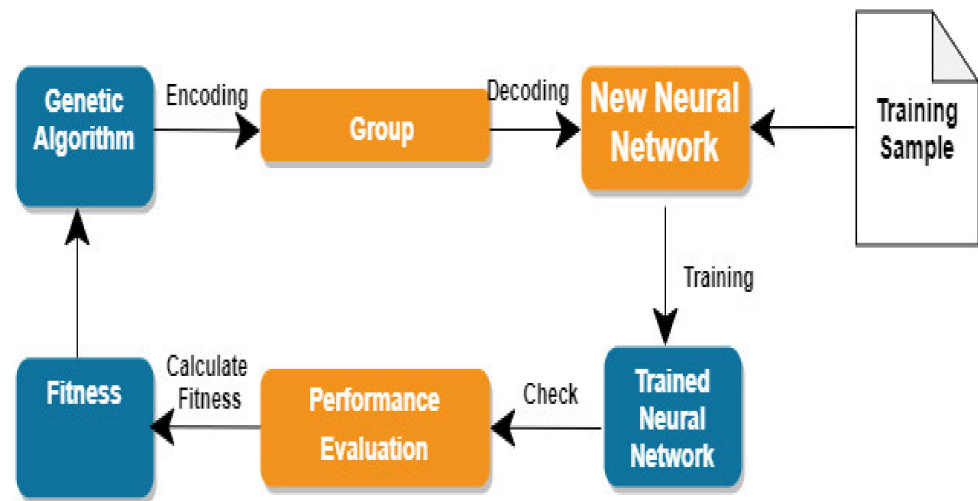 Genetic
Algorithm
Encoding
Group
Decoding
New Neural
Network
Training
Sample
Training
Trained
Neural
Network
Check
Performance
Evaluation
Calculate
Fitness
Fitness